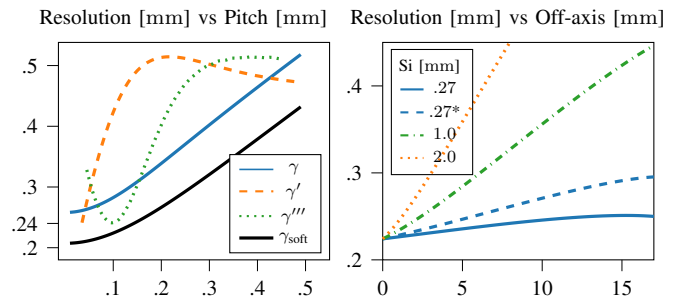 Resolution [mm] vs Pitch [mm]
.5
.4
.3
.24
.2
.1 .2 .3 .4 .5
γ
γ′
γ‴
γsoft
Resolution [mm] vs Off-axis [mm]
.4
.3
.2
0 5 10 15
Si [mm]
.27
.27*
1.0
2.0